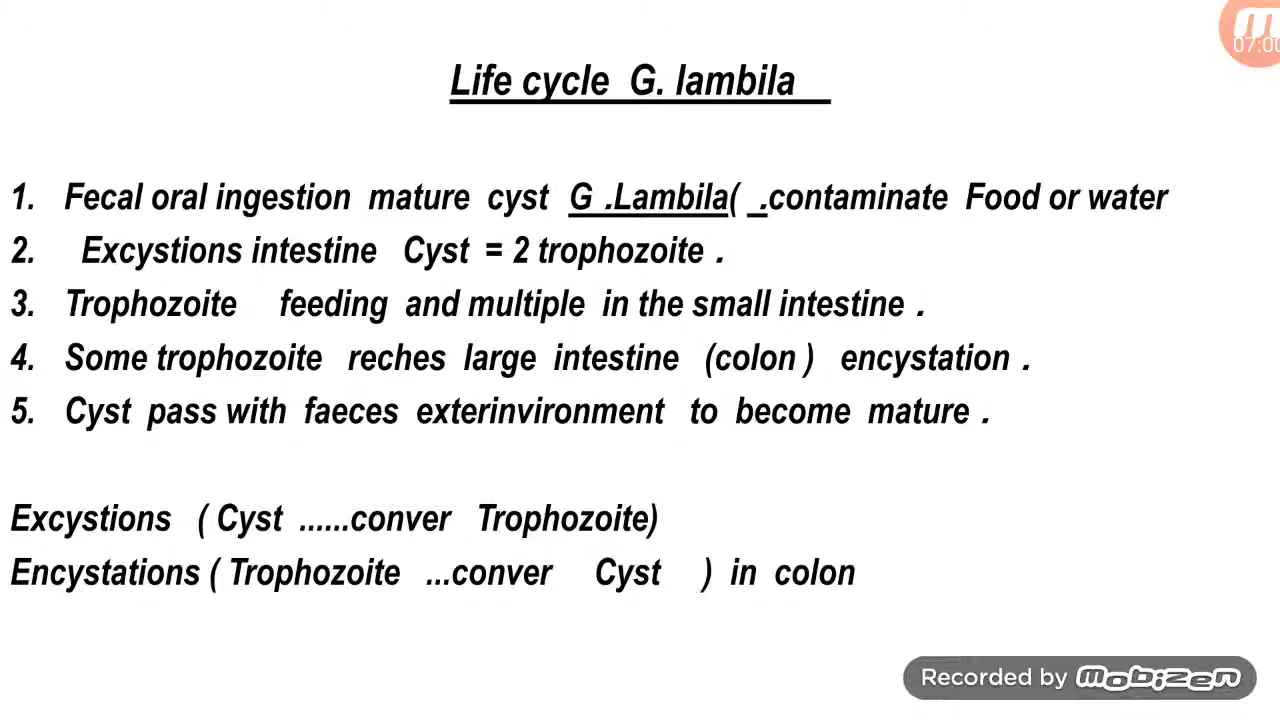 07:00
Life cycle G. lambila
1. Fecal oral ingestion mature cyst G .Lambila( .contaminate Food or water
2. Excystions intestine Cyst = 2 trophozoite .
3. Trophozoite feeding and multiple in the small intestine .
4. Some trophozoite reches large intestine (colon ) encystation .
5. Cyst pass with faeces exterinvironment to become mature .
Excystions ( Cyst ......conver Trophozoite)
Encystations ( Trophozoite ...conver Cyst ) in colon
Recorded by mobizen